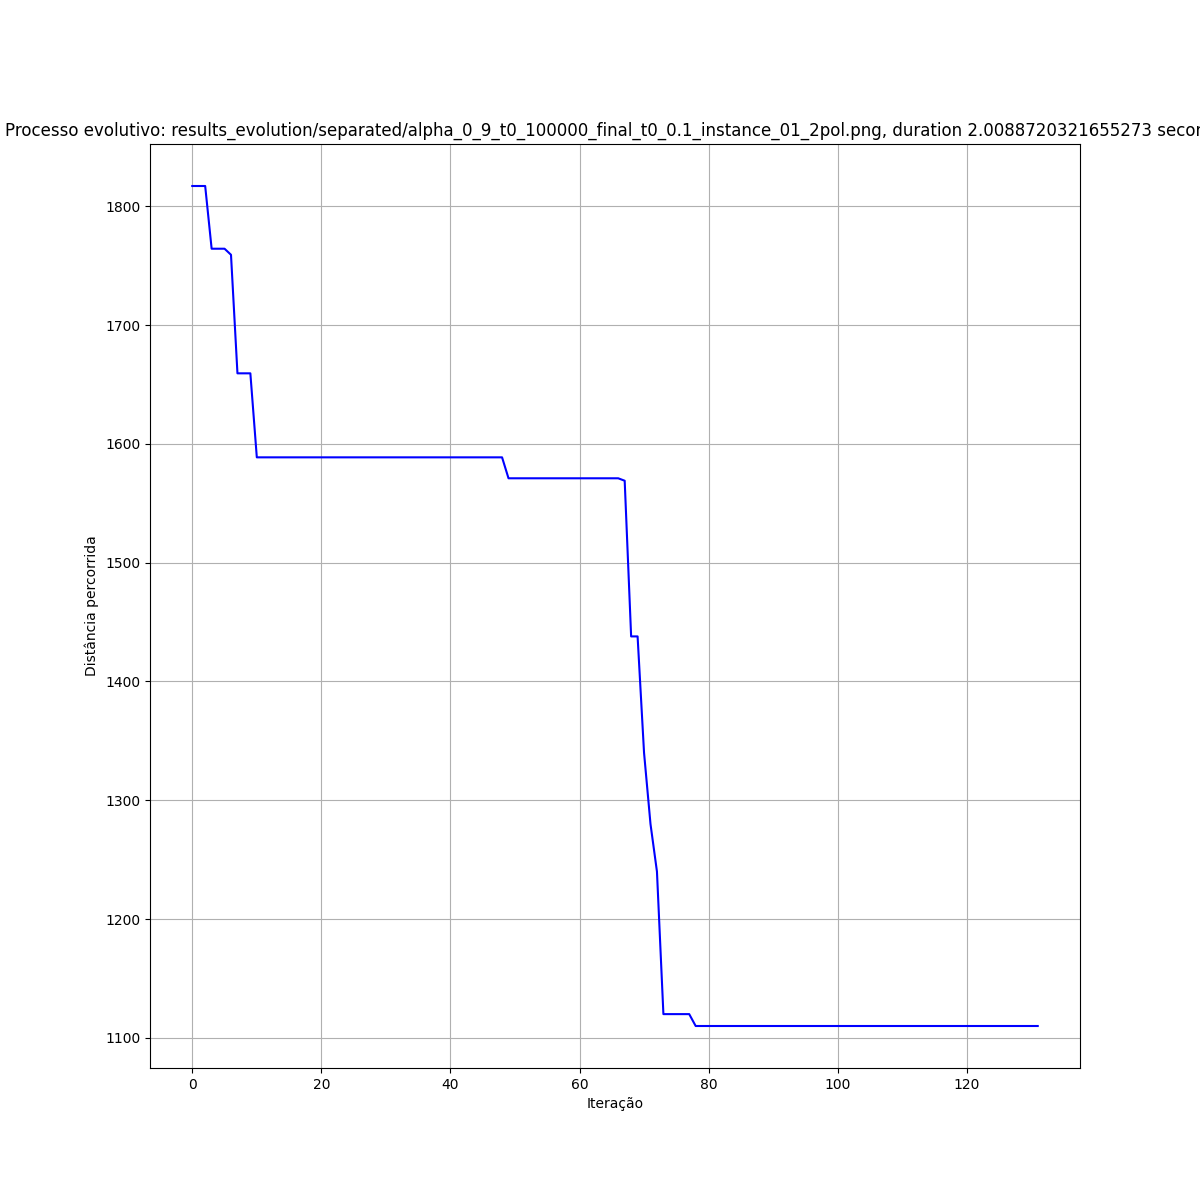 Processo evolutivo: results_evolution/separated/alpha_0_9_t0_100000_final_t0_0.1_instance_01_2pol.png, duration 2.0088720321655273
1800
1700
1600
1500
1400
1300
1200
1100
Distância percorrida
0 20 40 60 80 100 120
Iteração